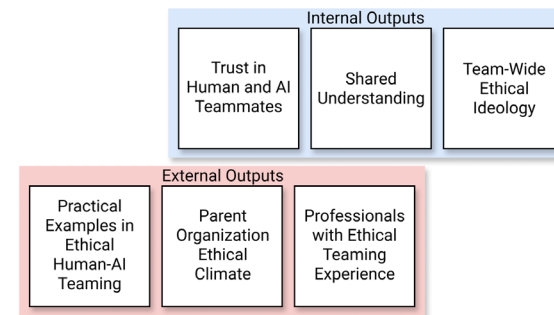 Internal Outputs
Trust in
Human and AI
Teammates
Shared
Understanding
Team-Wide
Ethical
Ideology
External Outputs
Practical
Examples in
Ethical
Human-AI
Teaming
Parent
Organization
Ethical
Climate
Professionals
with Ethical
Teaming
Experience